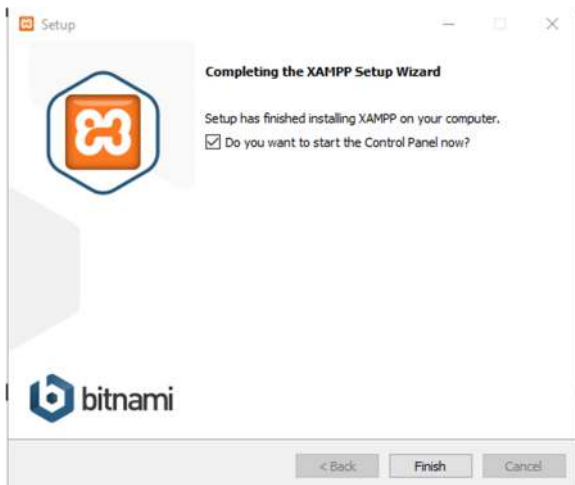 Setup
Completing the XAMPP Setup Wizard
Setup has finished installing XAMPP on your computer.
Do you want to start the Control Panel now?
bitnami
< Back
Finish
Cancel